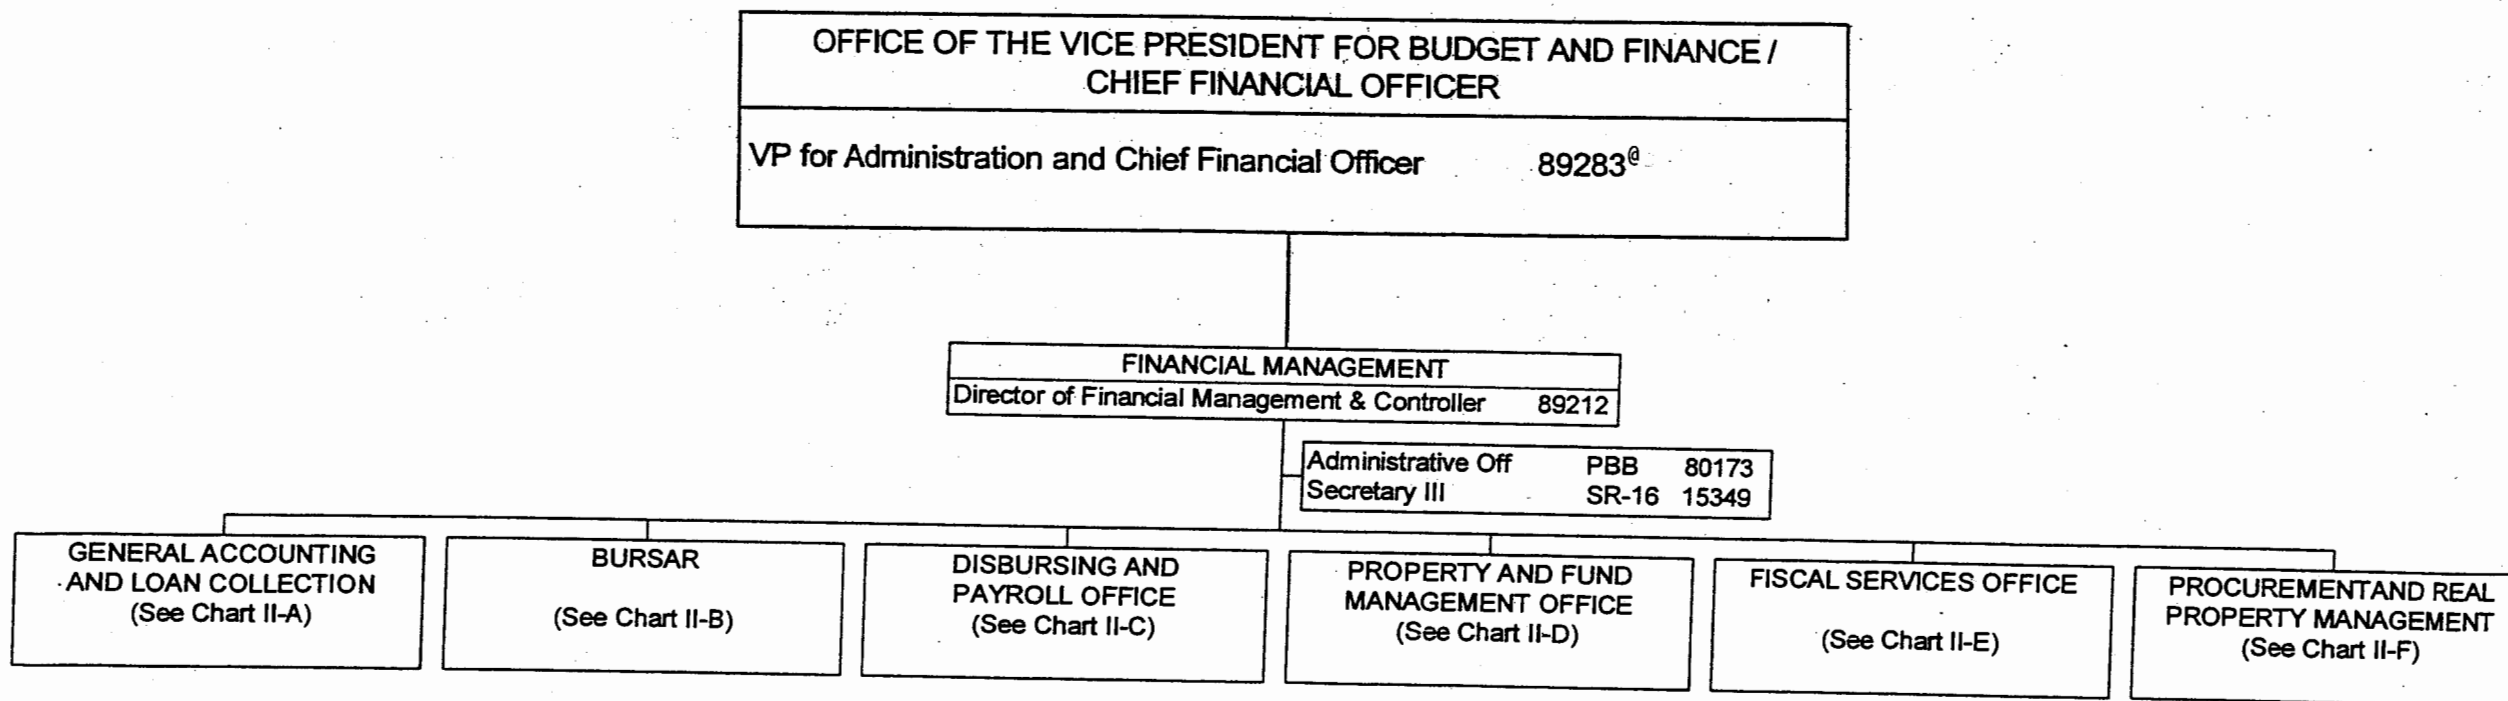 OFFICE OF THE VICE PRESIDENT FOR BUDGET AND FINANCE /
CHIEF FINANCIAL OFFICER
VP for Administration and Chief Financial Officer 89283@
FINANCIAL MANAGEMENT
Director of Financial Management & Controller 89212
Administrative Off PBB 80173
Secretary III SR-16 15349
GENERAL ACCOUNTING
AND LOAN COLLECTION
(See Chart II-A)
BURSAR
(See Chart II-B)
DISBURSING AND
PAYROLL OFFICE
(See Chart II-C)
PROPERTY AND FUND
MANAGEMENT OFFICE
(See Chart II-D)
FISCAL SERVICES OFFICE
(See Chart II-E)
PROCUREMENTAND REAL
PROPERTY MANAGEMENT
(See Chart II-F)